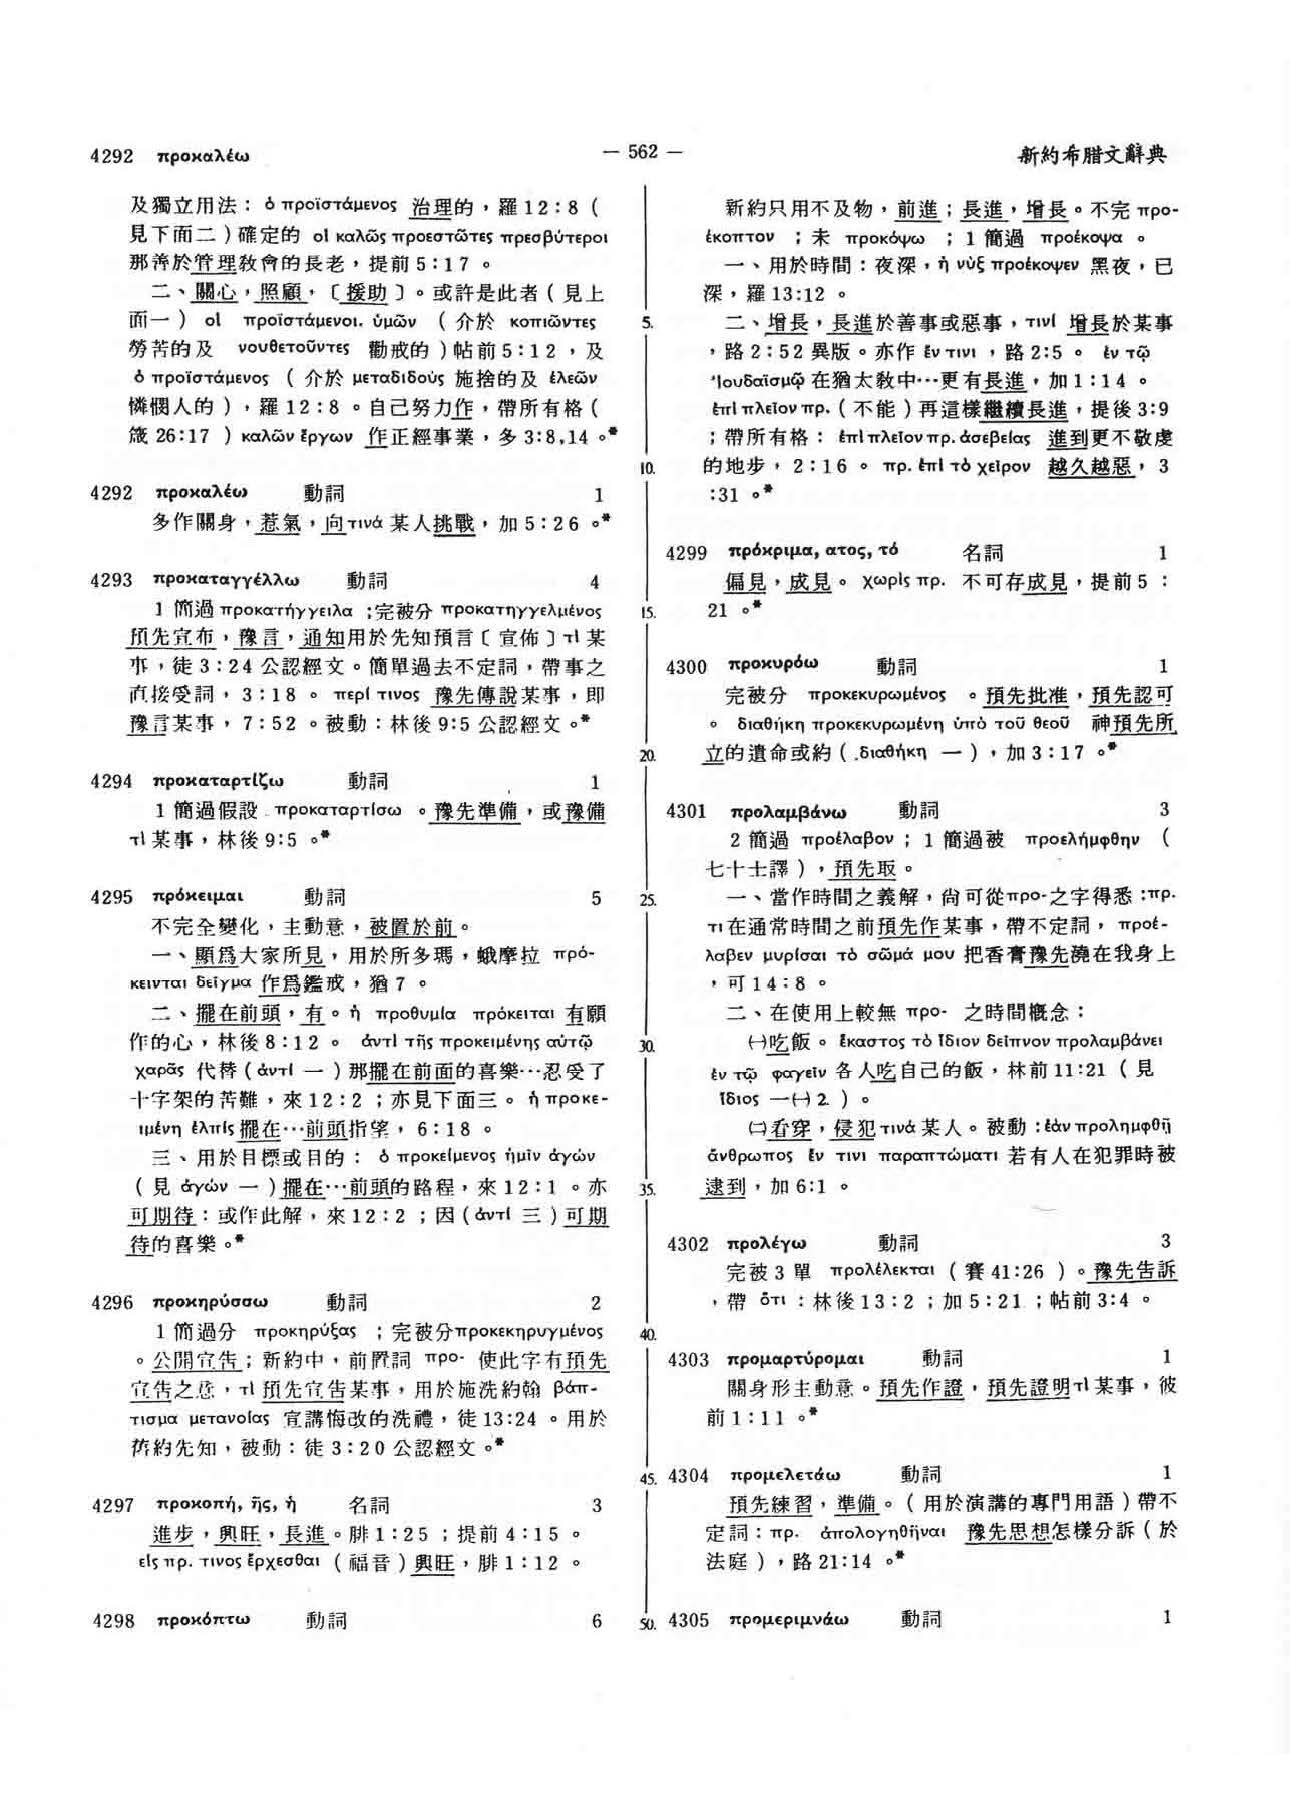 4292 προκαλέω
— 562 —
新約希腊文辭典
及獨立用法：ὁ προϊστάμενος 治理的，羅12:8（
見下面二）確定的 οἱ καλῶς προεστῶτες πρεσβύτεροι
那善於管理教會的長老，提前5:17。
二、關心，照顧，〔援助〕。或許是此者（見上
面一）οἱ προϊστάμενοι. ὑμῶν （介於 κοπιῶντες
勞苦的及 νουθετοῦντες 勸戒的）帖前5:12，及
ὁ προϊστάμενος （介於 μεταδιδούς 施捨的及 ἐλεῶν
憐憫人的），羅12:8。自己努力作，帶所有格（
箴26:17）καλῶν ἔργων 作正經事業，多3:8,14。*
4292 προκαλέω 動詞 1
多作關身，惹氣，向τινά某人挑戰，加5:26。*
4293 προκαταγγέλλω 動詞 4
1簡過προκατήγγειλα；完被分προκατηγγελμένος
預先宣布，豫言，通知用於先知預言〔宣佈〕τὶ某
事，徒3:24公認經文。簡單過去不定詞，帶事之
直接受詞，3:18。περί τινος 豫先傳說某事，即
豫言某事，7:52。被動：林後9:5公認經文。*
4294 προκαταρτίζω 動詞 1
1簡過假設 προκαταρτίσω。豫先準備，或豫備
τὶ某事，林後9:5。*
4295 πρόκειμαι 動詞 5
不完全變化，主動意，被置於前。
一、顯爲大家所見，用於所多瑪，蛾摩拉 πρό-
κεινται δεῖγμα 作爲鑑戒，猶7。
二、擺在前頭，有。ἡ προθυμία πρόκειται 有願
作的心，林後8:12。ἀντὶ τῆς προκειμένης αὐτῷ
χαρᾶς 代替（ἀντί 一）那擺在前面的喜樂…忍受了
十字架的苦難，來12:2；亦見下面三。ἡ προκε-
ιμένη ἐλπίς 擺在…前頭指望，6:18。
三、用於目標或目的：ὁ προκείμενος ἡμῖν ἀγών
（見 ἀγών 一）擺在…前頭的路程，來12:1。亦
可期待：或作此解，來12:2；因（ἀντί 三）可期
待的喜樂。*
4296 προκηρύσσω 動詞 2
1簡過分 προκηρύξας；完被分προκεκηρυγμένος
。公開宣告；新約中，前置詞 προ- 使此字有預先
宣告之意，τὶ 預先宣告某事，用於施洗約翰 βάπ-
τισμα μετανοίας 宣講悔改的洗禮，徒13:24。用於
舊約先知，被動：徒3:20公認經文。*
4297 προκοπή, ῆς, ἡ 名詞 3
進步，興旺，長進。腓1:25；提前4:15。
εἰς πρ. τινος ἔρχεσθαι（福音）興旺，腓1:12。
4298 προκόπτω 動詞 6
5.
10.
15.
20.
25.
30.
35.
40.
45.
50.
新約只用不及物，前進；長進，增長。不完 προ-
έκοπτον ；未 προκόψω ；1簡過 προέκοψα 。
一、用於時間：夜深，ἡ νὺξ προέκοψεν 黑夜，已
深，羅13:12。
二、增長，長進於善事或惡事，τινί 增長於某事
，路2:52異版。亦作 ἔν τινι，路2:5。ἐν τῷ
Ἰουδαϊσμῷ 在猶太教中…更有長進，加1:14。
ἐπὶ πλεῖον πρ.（不能）再這樣繼續長進，提後3:9
；帶所有格：ἐπὶ πλεῖον πρ. ἀσεβείας 進到更不敬虔
的地步，2:16。πρ. ἐπὶ τὸ χεῖρον 越久越惡，3
:31。*
4299 πρόκριμα, ατος, τό 名詞 1
偏見，成見。χωρὶς πρ. 不可存成見，提前5：
21。*
4300 προκυρόω 動詞 1
完被分 προκεκυρωμένος 。預先批准，預先認可
。διαθήκη προκεκυρωμένη ὑπὸ τοῦ θεοῦ 神預先所
立的遺命或約（.διαθήκη 一），加3:17。*
4301 προλαμβάνω 動詞 3
2簡過 προέλαβον；1簡過被 προελήμφθην （
七十士譯），預先取。
一、當作時間之義解，尙可從προ-之字得悉：πρ.
τι在通常時間之前預先作某事，帶不定詞，προέ-
λαβεν μυρίσαι τὸ σῶμά μου 把香膏豫先澆在我身上
，可14:8。
二、在使用上較無 προ- 之時間概念：
㈠吃飯。ἕκαστος τὸ ἴδιον δεῖπνον προλαμβάνει
ἐν τῷ φαγεῖν 各人吃自己的飯，林前11:21（見
ἴδιος 一㈠ 2.）。
㈡看穿，侵犯τινά某人。被動：ἐὰν προλημφθῇ
ἄνθρωπος ἔν τινι παραπτώματι 若有人在犯罪時被
逮到，加6:1。
4302 προλέγω 動詞 3
完被3單 προλέλεκται（賽41:26）。豫先告訴
，帶 ὅτι：林後13:2；加5:21；帖前3:4。
4303 προμαρτύρομαι 動詞 1
關身形主動意。預先作證，預先證明τὶ某事，彼
前1:11。*
4304 προμελετάω 動詞 1
預先練習，準備。（用於演講的專門用語）帶不
定詞：πρ. ἀπολογηθῆναι 豫先思想怎樣分訴（於
法庭），路21:14。*
4305 προμεριμνάω 動詞 1